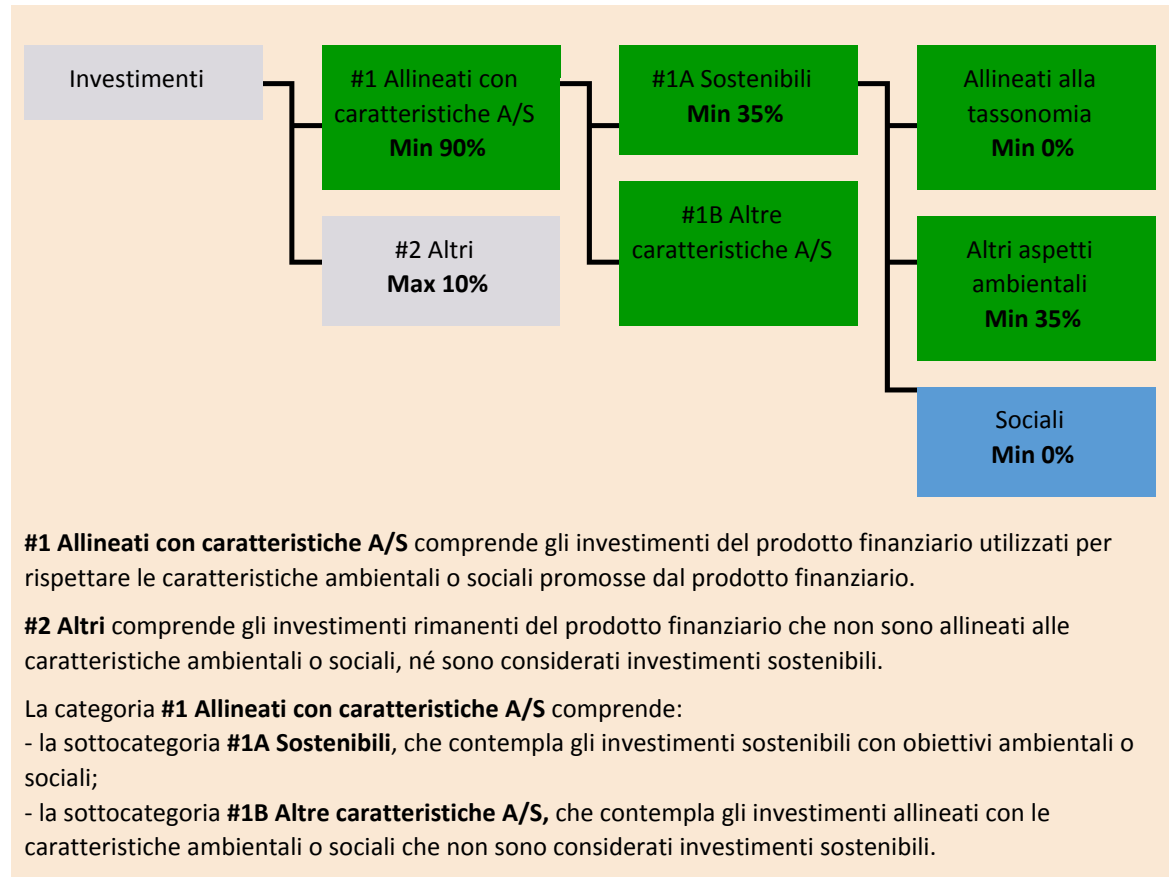 Investimenti
#1 Allineati con
caratteristiche A/S
Min 90%
#2 Altri
Max 10%
#1A Sostenibili
Min 35%
#1B Altre
caratteristiche A/S
Allineati alla
tassonomia
Min 0%
Altri aspetti
ambientali
Min 35%
Sociali
Min 0%
#1 Allineati con caratteristiche A/S comprende gli investimenti del prodotto finanziario utilizzati per
rispettare le caratteristiche ambientali o sociali promosse dal prodotto finanziario.
#2 Altri comprende gli investimenti rimanenti del prodotto finanziario che non sono allineati alle
caratteristiche ambientali o sociali, né sono considerati investimenti sostenibili.
La categoria #1 Allineati con caratteristiche A/S comprende:
- la sottocategoria #1A Sostenibili, che contempla gli investimenti sostenibili con obiettivi ambientali o
sociali;
- la sottocategoria #1B Altre caratteristiche A/S, che contempla gli investimenti allineati con le
caratteristiche ambientali o sociali che non sono considerati investimenti sostenibili.